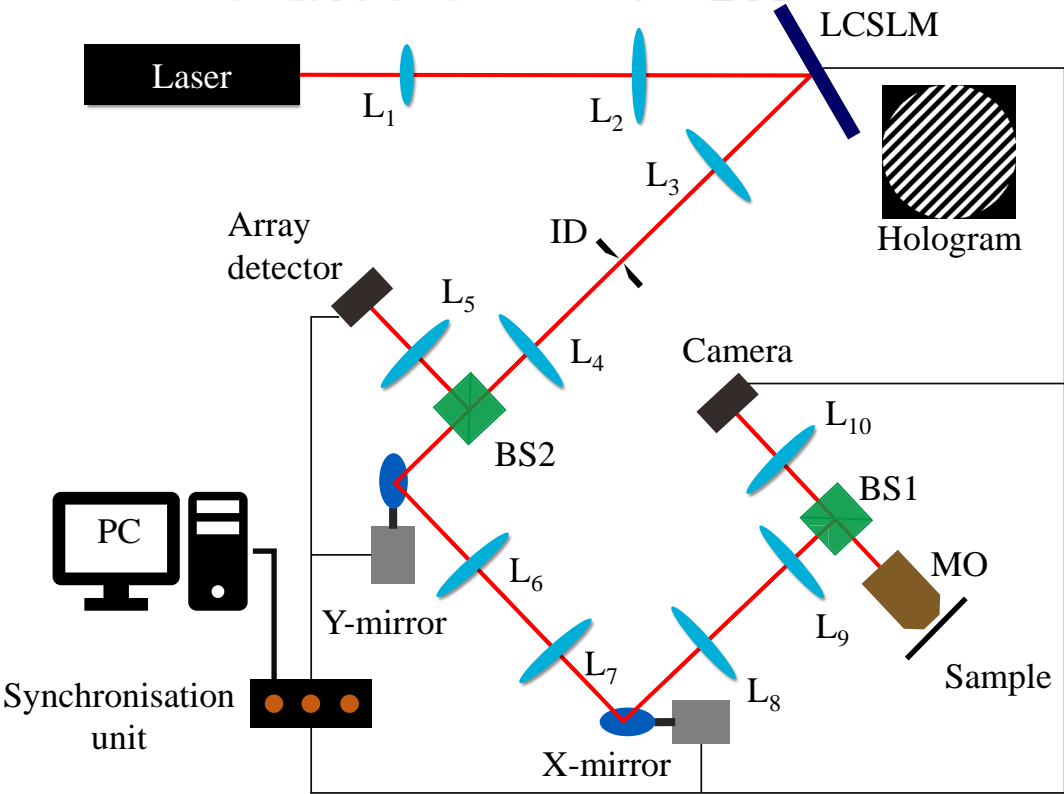 LCSLM
Laser
L1
L2
L3
Hologram
ID
Array
detector
L5
L4
Camera
L10
BS2
BS1
PC
L6
MO
Y-mirror
L9
L7
Sample
Synchronisation
unit
L8
X-mirror